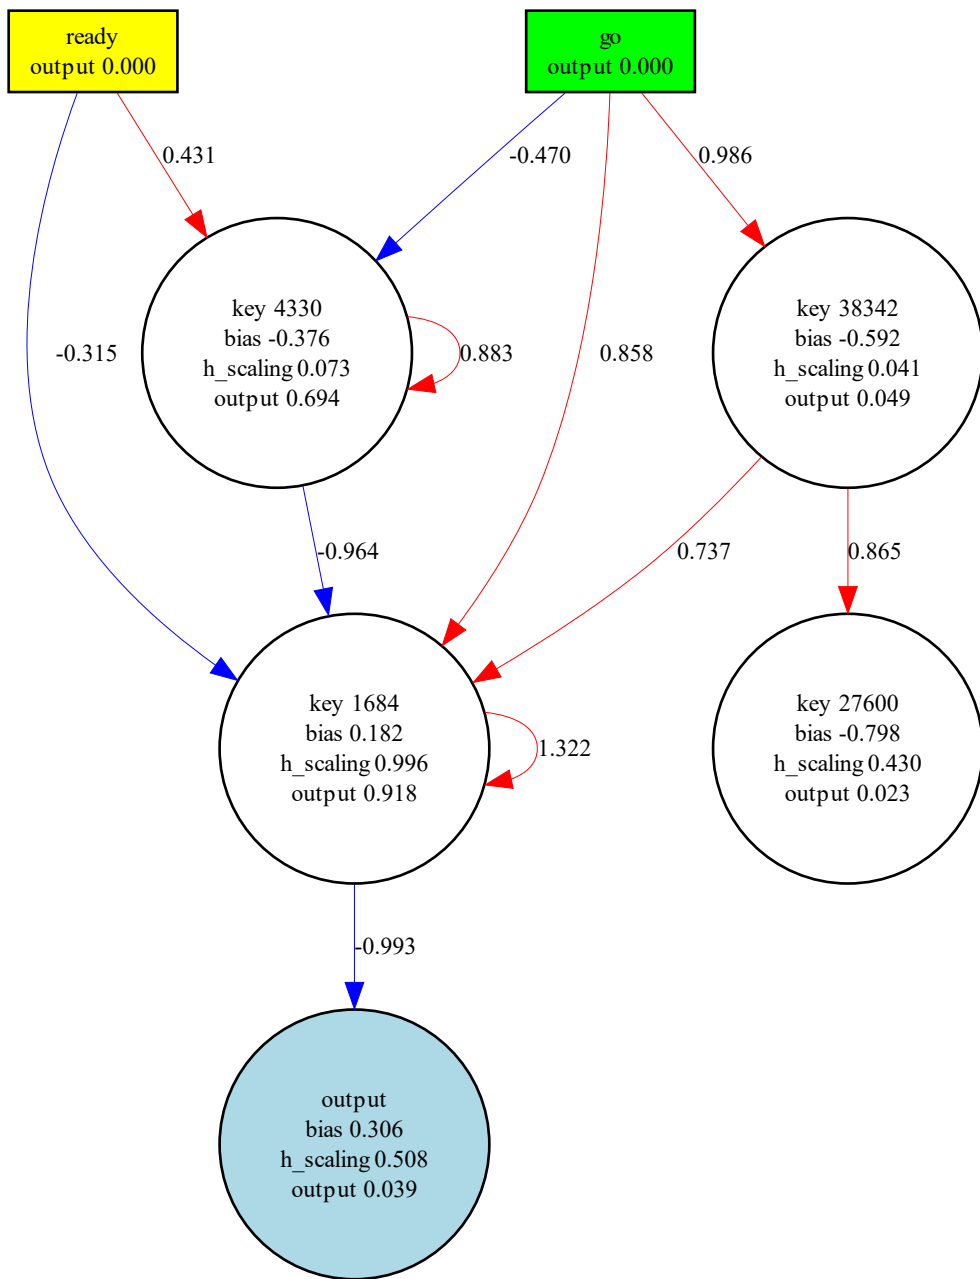 ready
output 0.000
go
output 0.000
0.431
-0.470
0.986
key 4330
bias -0.376
h_scaling 0.073
output 0.694
key 38342
bias -0.592
h_scaling 0.041
output 0.049
-0.315
0.883
0.858
-0.964
0.737
0.865
key 1684
bias 0.182
h_scaling 0.996
output 0.918
1.322
key 27600
bias -0.798
h_scaling 0.430
output 0.023
-0.993
output
bias 0.306
h_scaling 0.508
output 0.039